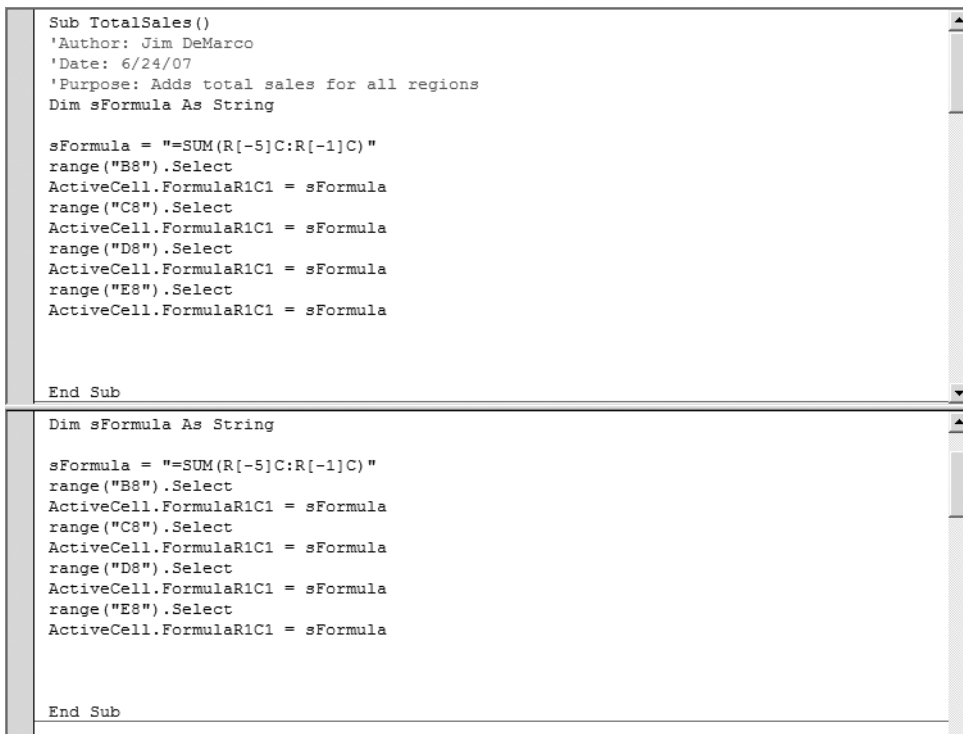 Sub TotalSales()
'Author: Jim DeMarco
'Date: 6/24/07
'Purpose: Adds total sales for all regions
Dim sFormula As String
sFormula = "=SUM(R[-5]C:R[-1]C)"
range("B8").Select
ActiveCell.FormulaR1C1 = sFormula
range("C8").Select
ActiveCell.FormulaR1C1 = sFormula
range("D8").Select
ActiveCell.FormulaR1C1 = sFormula
range("E8").Select
ActiveCell.FormulaR1C1 = sFormula
End Sub
Dim sFormula As String
sFormula = "=SUM(R[-5]C:R[-1]C)"
range("B8").Select
ActiveCell.FormulaR1C1 = sFormula
range("C8").Select
ActiveCell.FormulaR1C1 = sFormula
range("D8").Select
ActiveCell.FormulaR1C1 = sFormula
range("E8").Select
ActiveCell.FormulaR1C1 = sFormula
End Sub